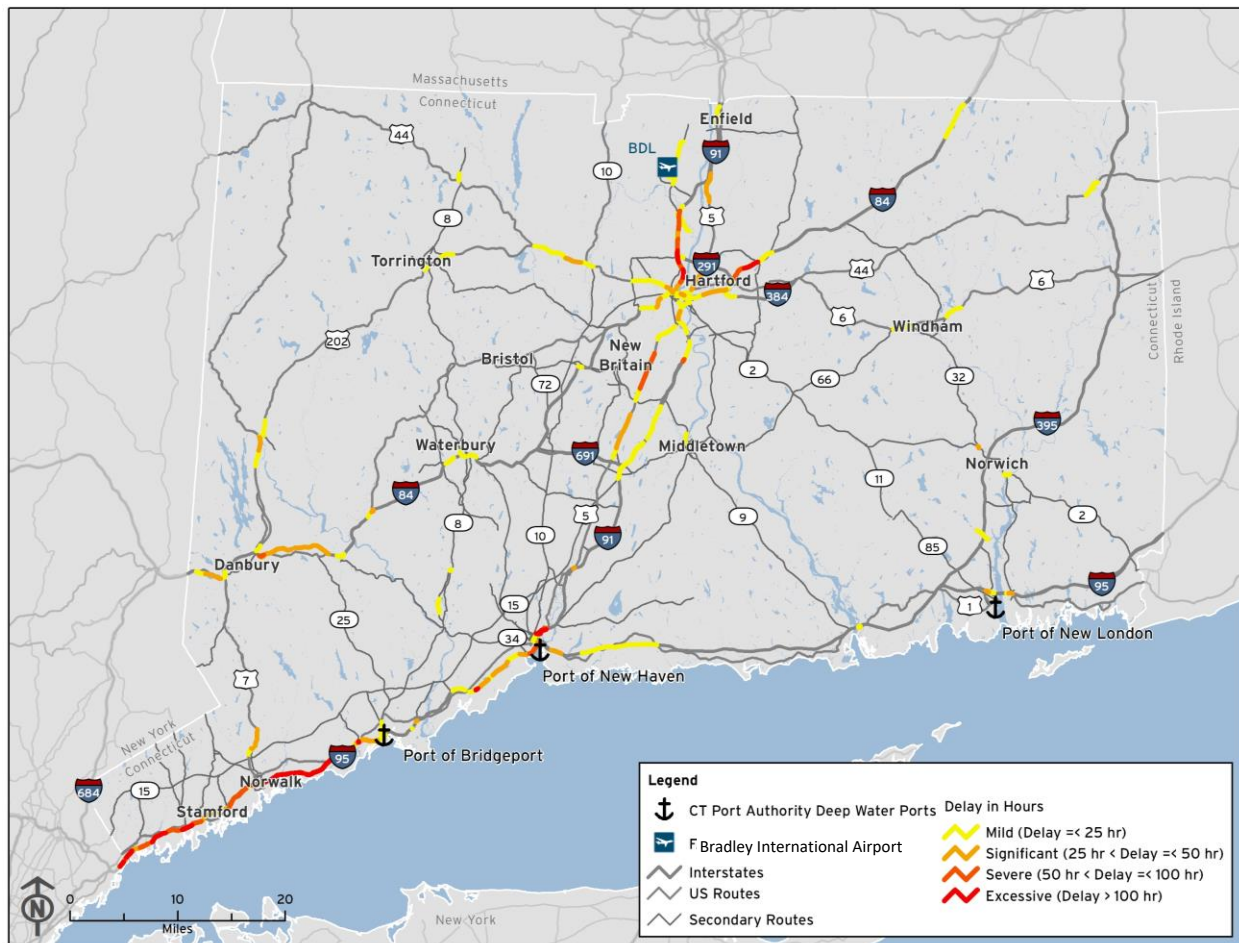 Massachusetts
Connecticut
Enfield
44
BDL
91
10
8
5
84
Torrington
291
Hartford
44
384
6
6
Connecticut
Rhode Island
202
Windham
Bristol
New
Britain
2
72
66
32
395
Waterbury
691
Middletown
Norwich
84
11
8
10
5
9
2
91
85
Danbury
95
15
1
25
34
Port of New London
7
Port of New Haven
New York
Connecticut
95
Port of Bridgeport
684
15
Norwalk
Stamford
0 10 20
Miles
N
New York
Legend
CT Port Authority Deep Water Ports
F Bradley International Airport
Interstates
US Routes
Secondary Routes
Delay in Hours
Mild (Delay =< 25 hr)
Significant (25 hr < Delay =< 50 hr)
Severe (50 hr < Delay =< 100 hr)
Excessive (Delay > 100 hr)